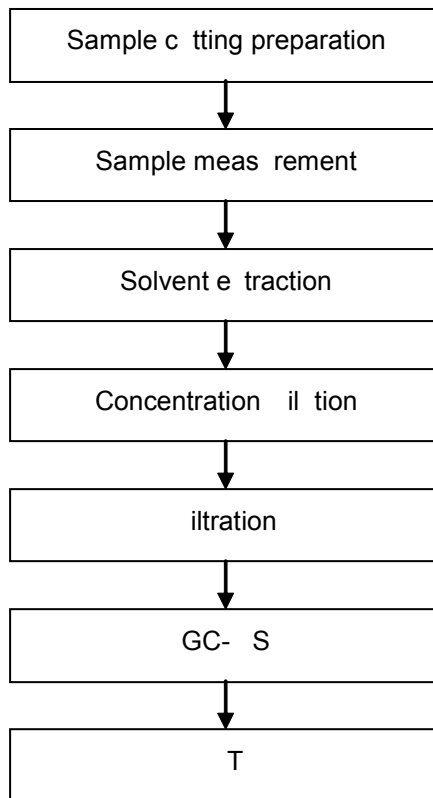 Sample c tting preparation
Sample meas rement
Solvent e traction
Concentration il tion
iltration
GC- S
T